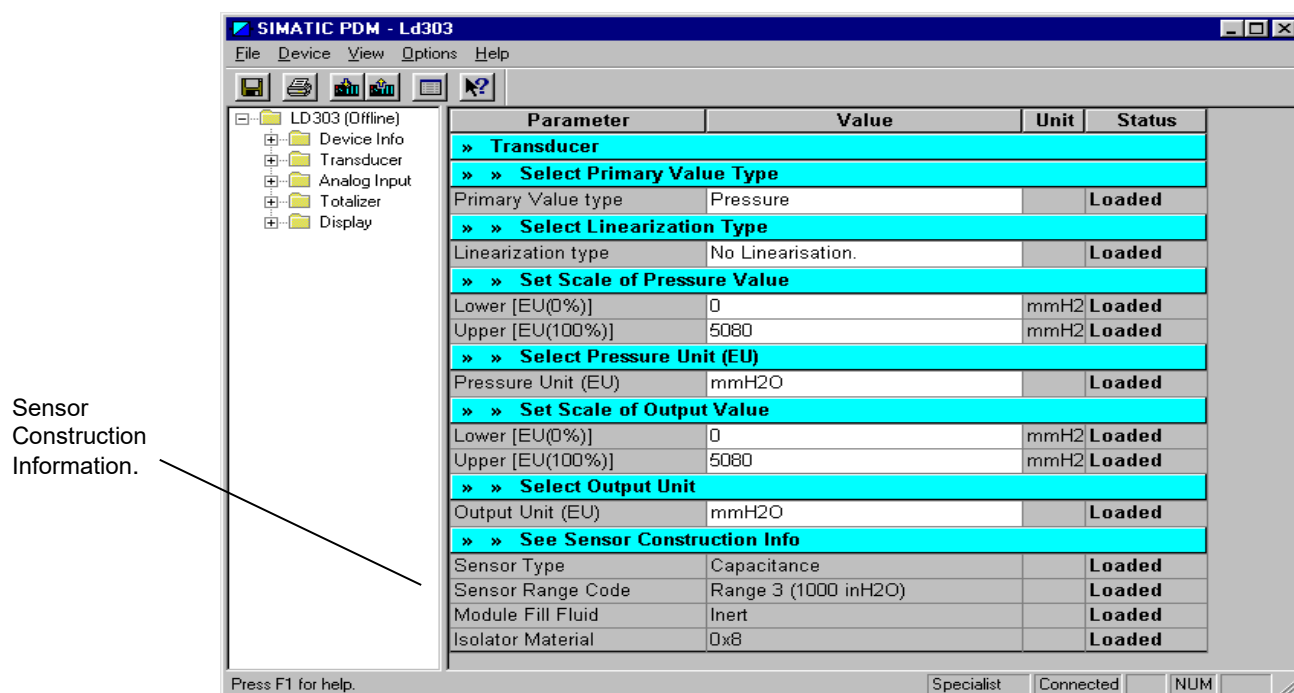 SIMATIC PDM - Ld303
File Device View Options Help
LD303 (Offline)
Device Info
Transducer
Analog Input
Totalizer
Display
Parameter Value Unit Status
» Transducer
» » Select Primary Value Type
Primary Value type Pressure Loaded
» » Select Linearization Type
Linearization type No Linearisation. Loaded
» » Set Scale of Pressure Value
Lower [EU(0%)] 0 mmH2 Loaded
Upper [EU(100%)] 5080 mmH2 Loaded
» » Select Pressure Unit (EU)
Pressure Unit (EU) mmH2O Loaded
» » Set Scale of Output Value
Lower [EU(0%)] 0 mmH2 Loaded
Upper [EU(100%)] 5080 mmH2 Loaded
» » Select Output Unit
Output Unit (EU) mmH2O Loaded
» » See Sensor Construction Info
Sensor Type Capacitance Loaded
Sensor Range Code Range 3 (1000 inH2O) Loaded
Module Fill Fluid Inert Loaded
Isolator Material 0x8 Loaded
Press F1 for help. Specialist Connected NUM
Sensor
Construction
Information.